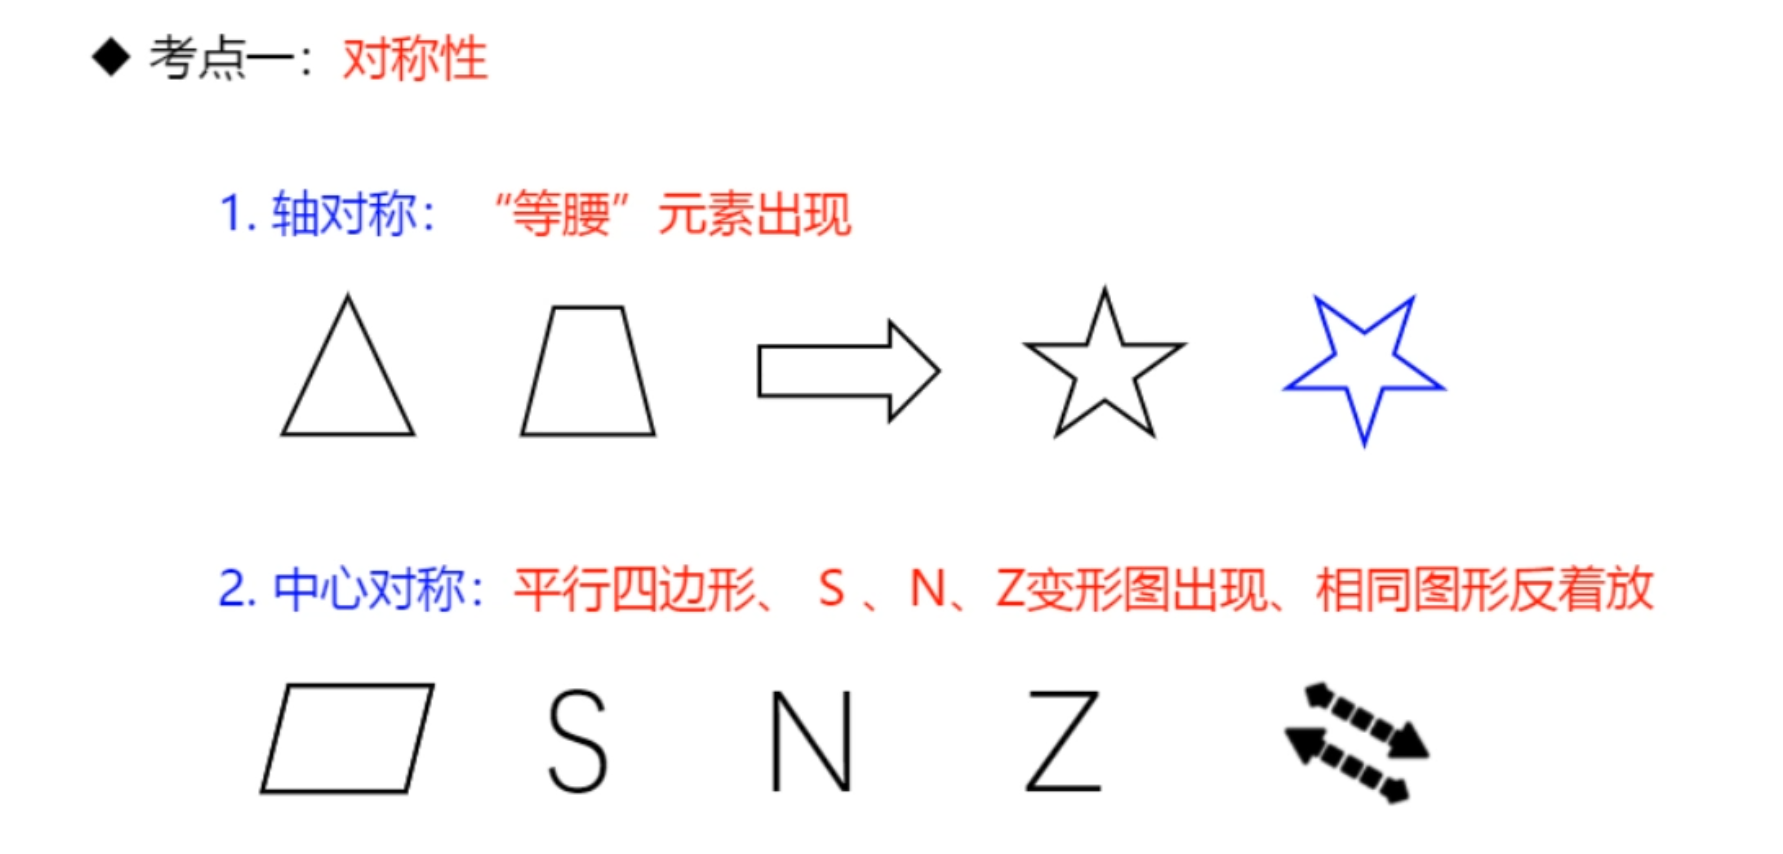 ◆ 考点一：对称性
1. 轴对称： “等腰”元素出现
2. 中心对称：平行四边形、 S 、N、Z变形图出现、相同图形反着放
S N Z